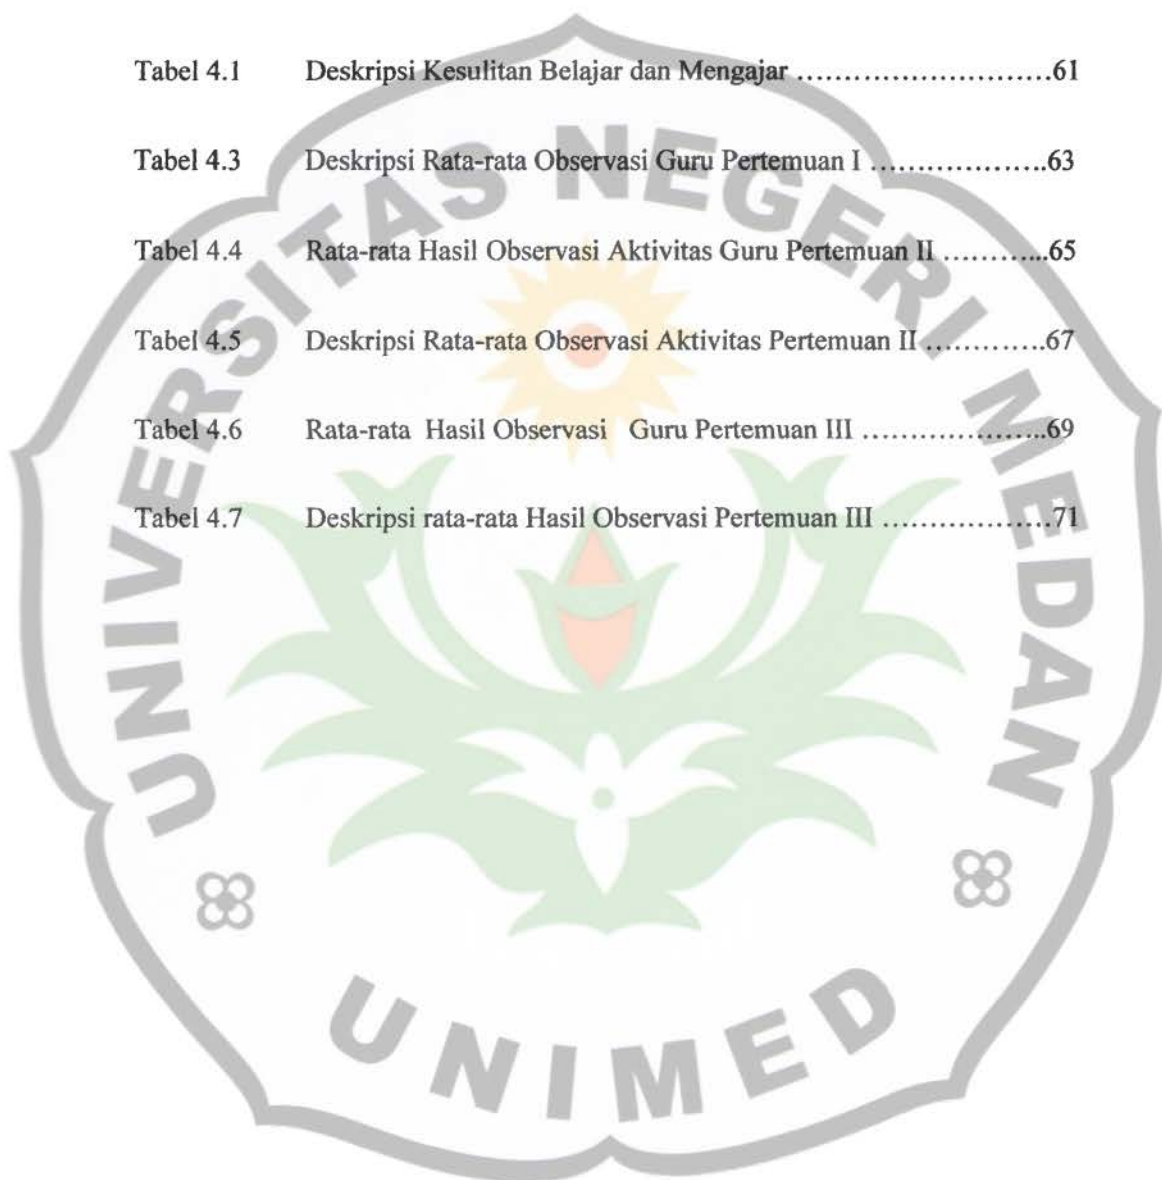 Tabel 4.1 Deskripsi Kesulitan Belajar dan Mengajar ...........................61
Tabel 4.3 Deskripsi Rata-rata Observasi Guru Pertemuan I ...................63
Tabel 4.4 Rata-rata Hasil Observasi Aktivitas Guru Pertemuan II ............65
Tabel 4.5 Deskripsi Rata-rata Observasi Aktivitas Pertemuan II .............67
Tabel 4.6 Rata-rata Hasil Observasi Guru Pertemuan III ....................69
Tabel 4.7 Deskripsi rata-rata Hasil Observasi Pertemuan III ..................71
UNIVERSITAS NEGERI MEDAN
UNIMED